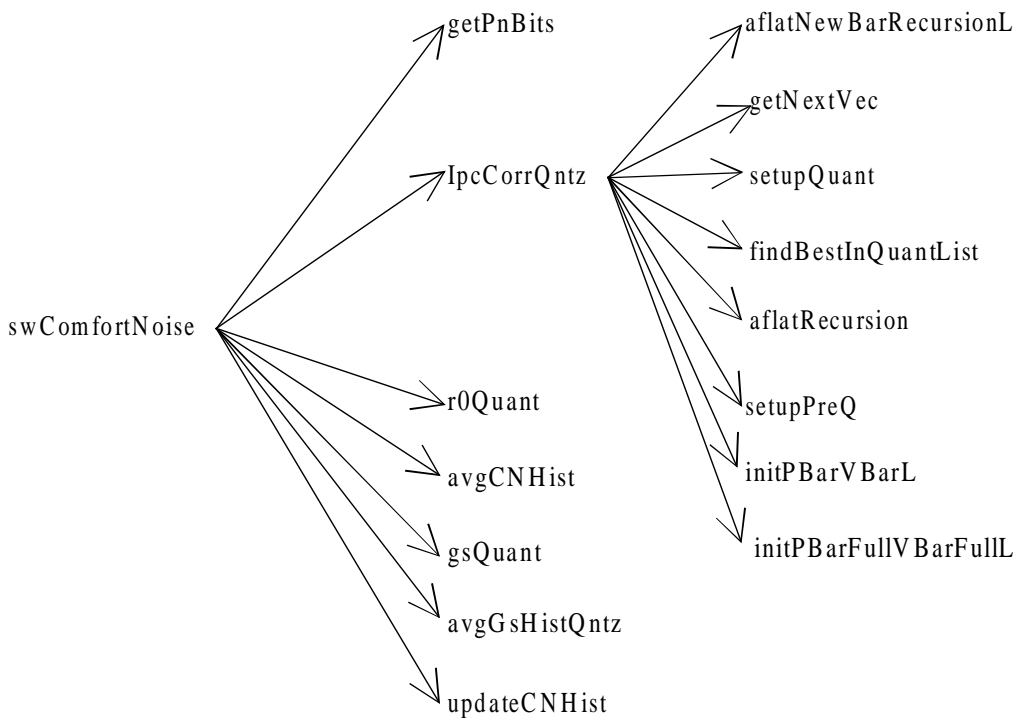 getPnBits
aflatNewBarRecursionL
getNextVec
lpcCorrQntz
setupQuant
findBestInQuantList
swComfortNoise
aflatRecursion
r0Quant
setupPreQ
avgCNHist
initPBarVBarL
gsQuant
initPBarFullVBarFullL
avgGsHistQntz
updateCNHist